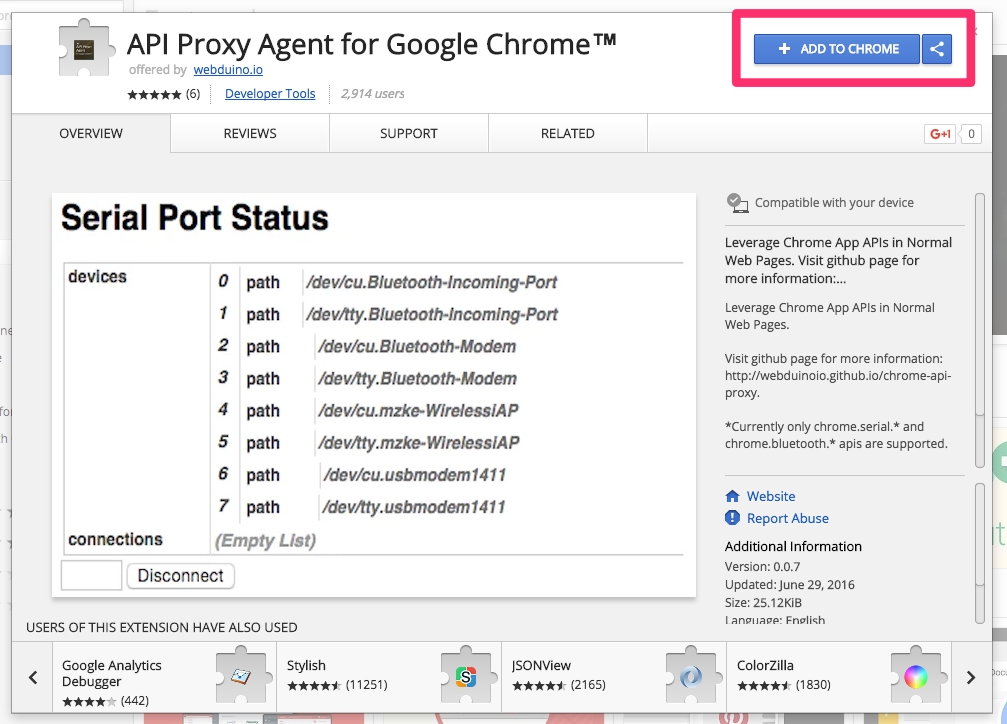 API Proxy Agent for Google Chrome™
offered by webduino.io
★★★★★ (6) Developer Tools 2,914 users
ADD TO CHROME
OVERVIEW REVIEWS SUPPORT RELATED
G+1 0
Serial Port Status
devices 0 path /dev/cu.Bluetooth-Incoming-Port
1 path /dev/tty.Bluetooth-Incoming-Port
2 path /dev/cu.Bluetooth-Modem
3 path /dev/tty.Bluetooth-Modem
4 path /dev/cu.mzke-WirelessiAP
5 path /dev/tty.mzke-WirelessiAP
6 path /dev/cu.usbmodem1411
7 path /dev/tty.usbmodem1411
connections (Empty List)
Disconnect
Compatible with your device
Leverage Chrome App APIs in Normal
Web Pages. Visit github page for
more information:...
Leverage Chrome App APIs in Normal
Web Pages.
Visit github page for more information:
http://webduinoio.github.io/chrome-api-
proxy.
*Currently only chrome.serial.* and
chrome.bluetooth.* apis are supported.
Website
Report Abuse
Additional Information
Version: 0.0.7
Updated: June 29, 2016
Size: 25.12KiB
Language: English
USERS OF THIS EXTENSION HAVE ALSO USED
Google Analytics
Debugger
(442)
Stylish
(11251)
JSONView
(2165)
ColorZilla
(1830)